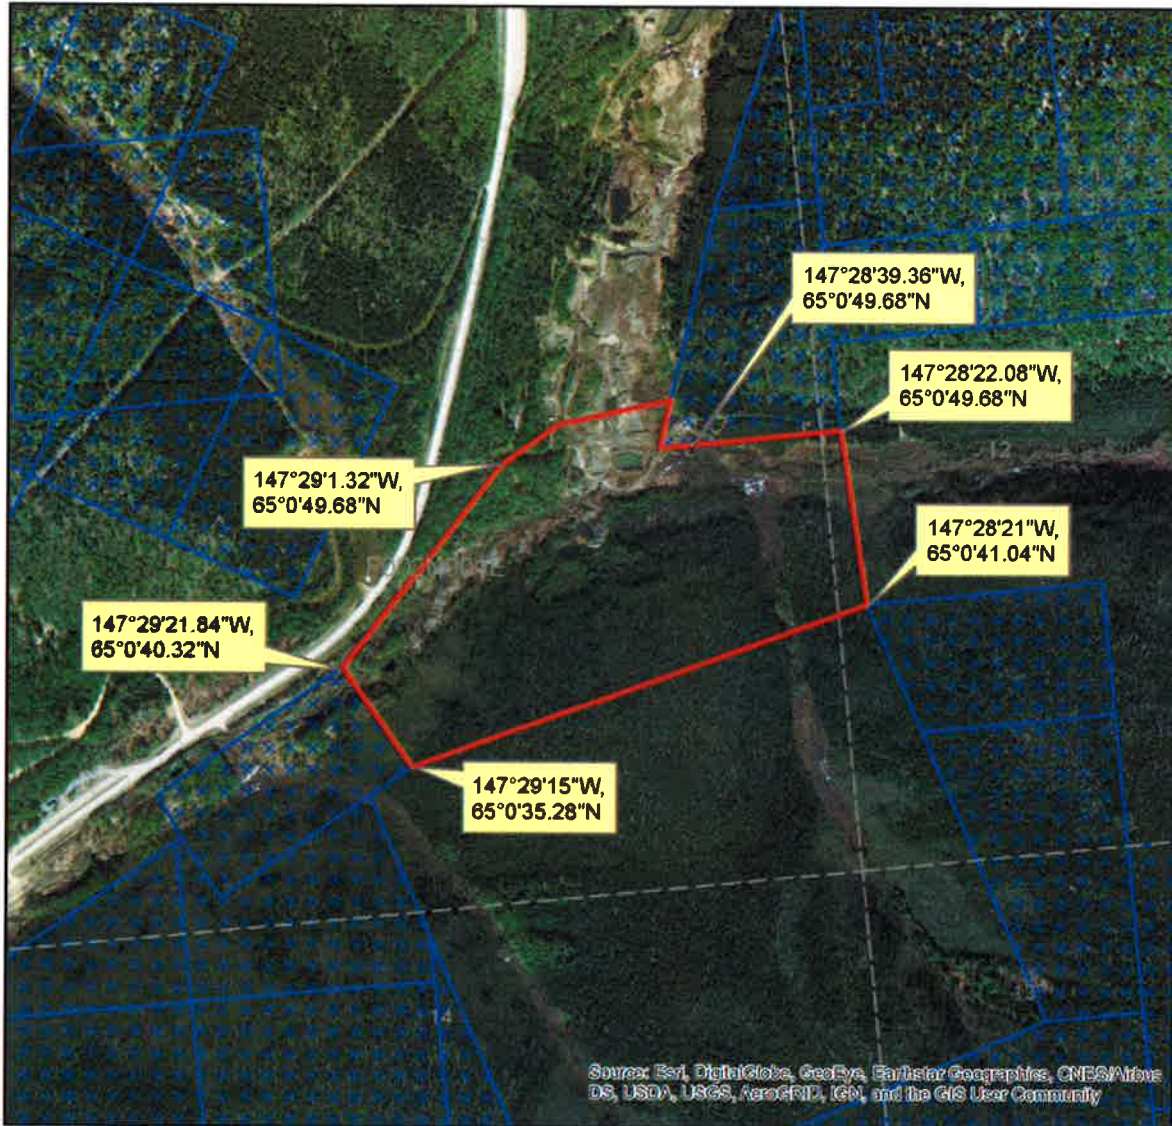 147°28'39.36"W,
65°0'49.68"N
147°28'22.08"W,
65°0'49.68"N
12
147°29'1.32"W,
65°0'49.68"N
147°28'21"W,
65°0'41.04"N
147°29'21.84"W,
65°0'40.32"N
147°29'15"W,
65°0'35.28"N
14
Source: Esri, DigitalGlobe, GeoEye, Earthstar Geographics, CNES/Airbus
DS, USDA, USGS, AeroGRID, IGN, and the GIS User Community